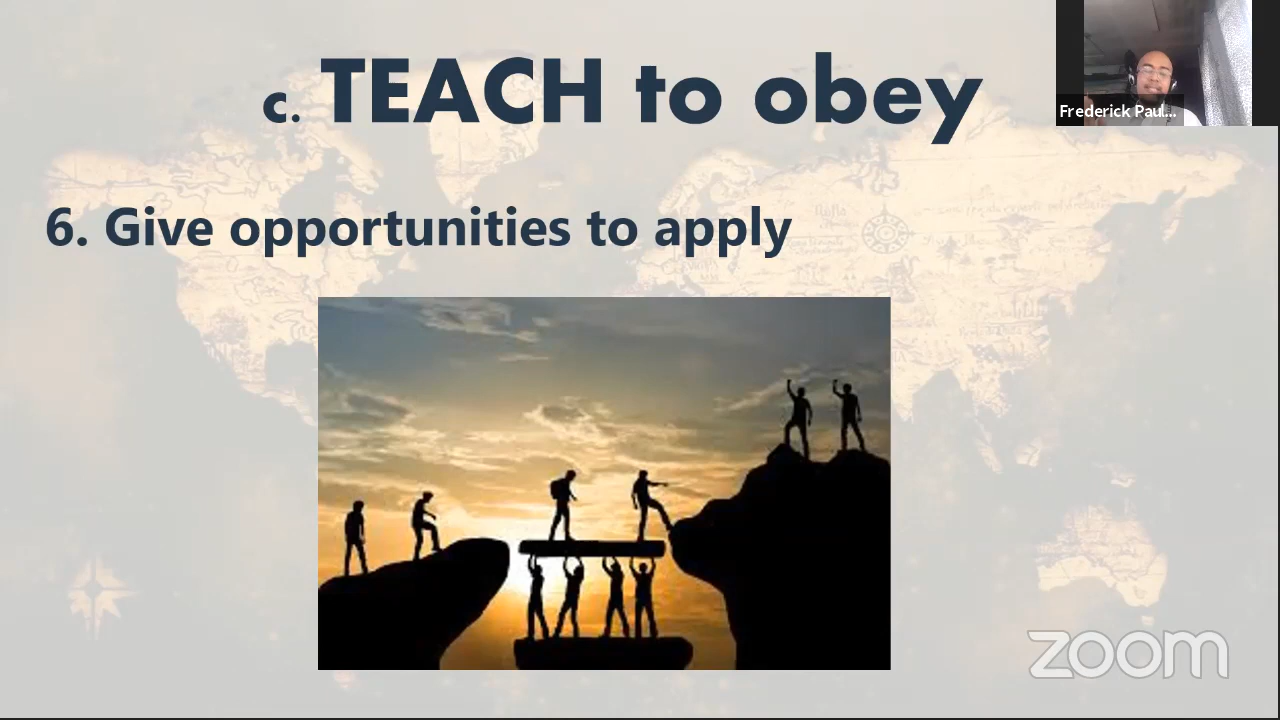 c. TEACH to obey
Frederick Paul...
6. Give opportunities to apply
zoom